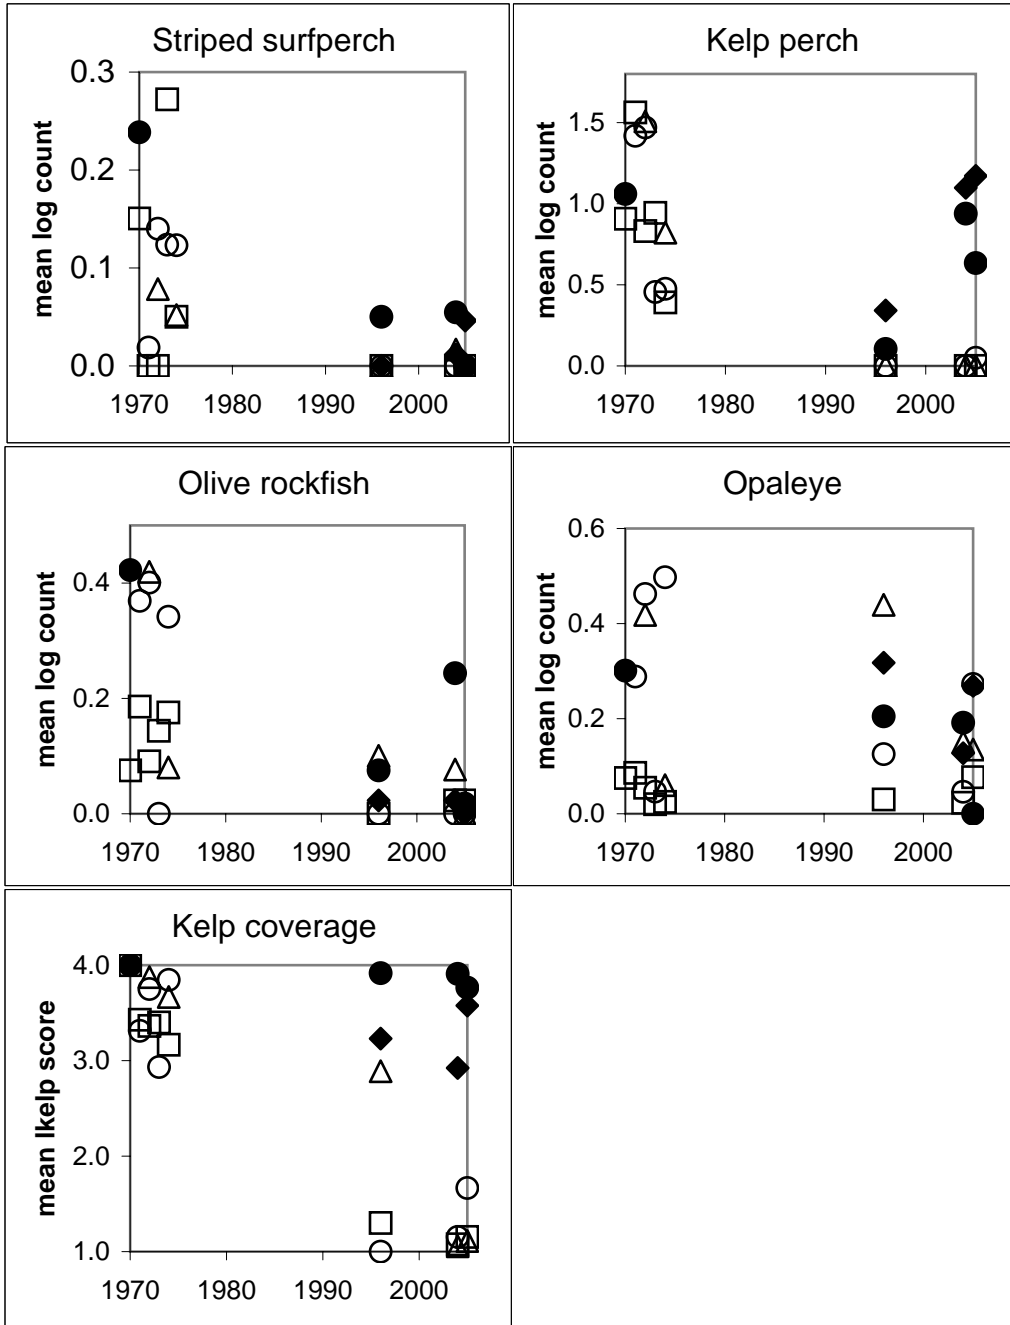 Striped surfperch
mean log count
0.3
0.2
0.1
0.0
1970 1980 1990 2000
Kelp perch
mean log count
1.5
1.0
0.5
0.0
1970 1980 1990 2000
Olive rockfish
mean log count
0.4
0.2
0.0
1970 1980 1990 2000
Opaleye
mean log count
0.6
0.4
0.2
0.0
1970 1980 1990 2000
Kelp coverage
mean lkelp score
4.0
3.0
2.0
1.0
1970 1980 1990 2000